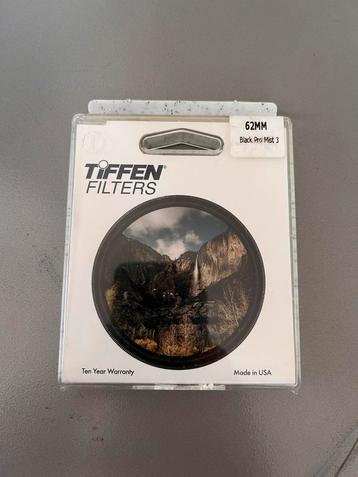 62MM
Black Pro Mist 3
TiFFEN®
FILTERS
Ten Year Warranty
Made in USA